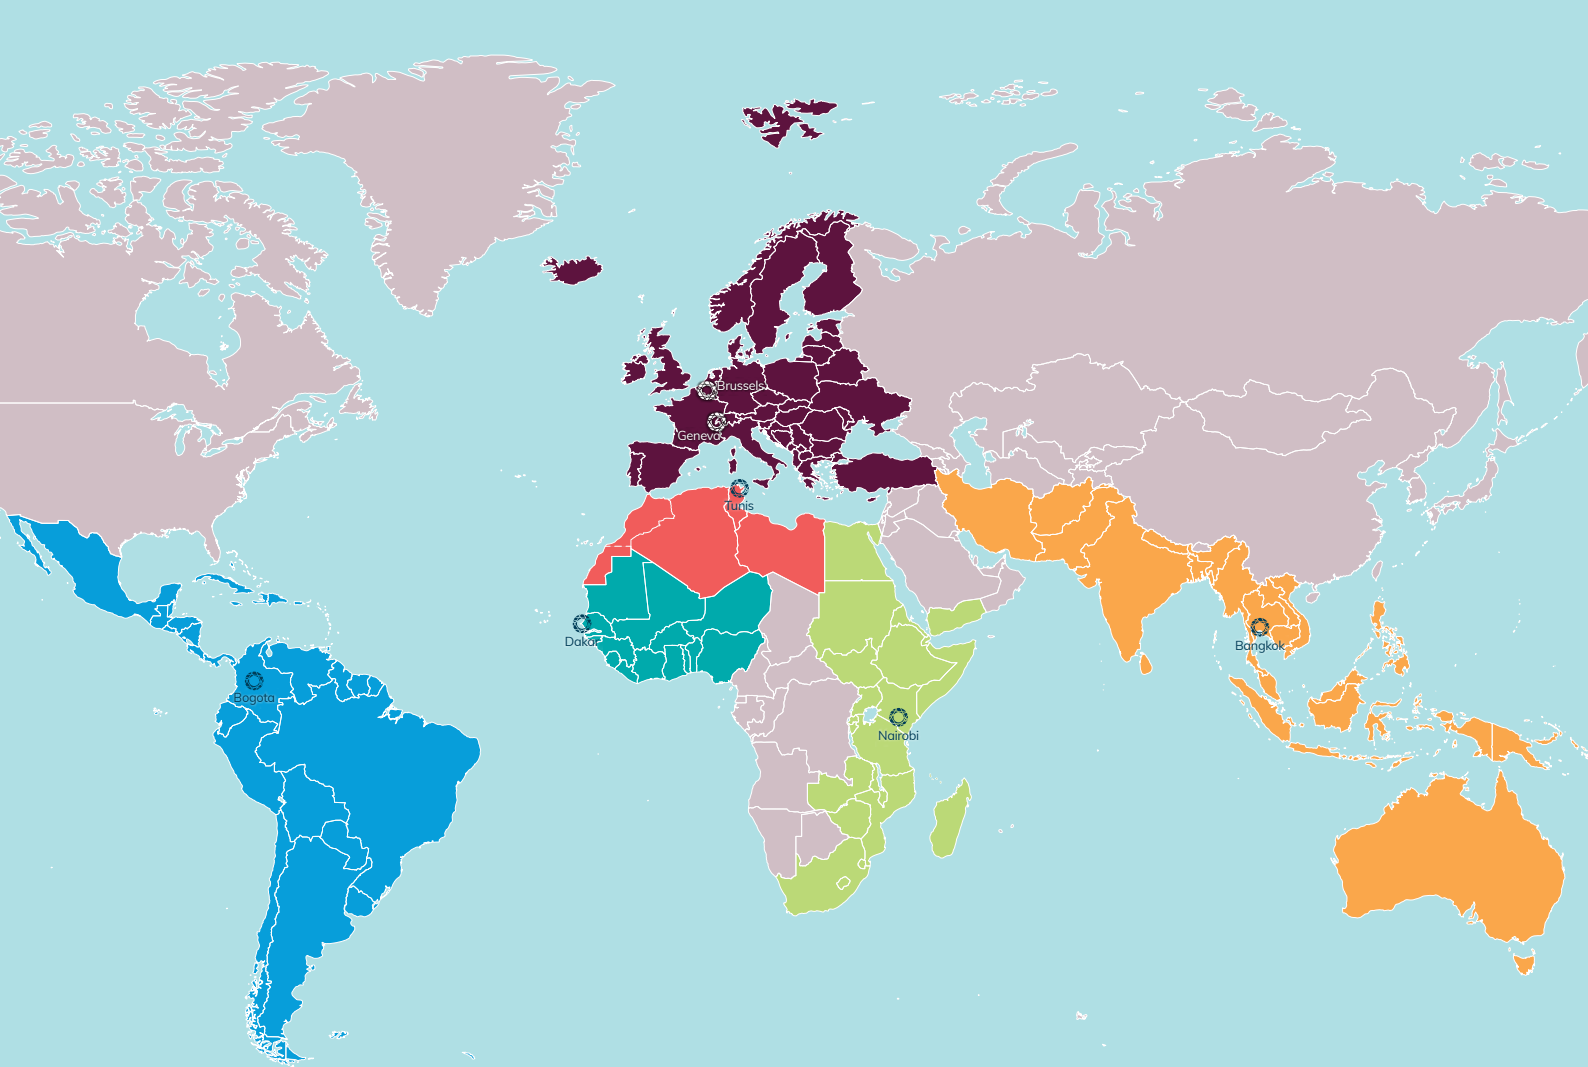 Brussels
Geneva
Tunis
Dakar
Bangkok
Bogota
Nairobi